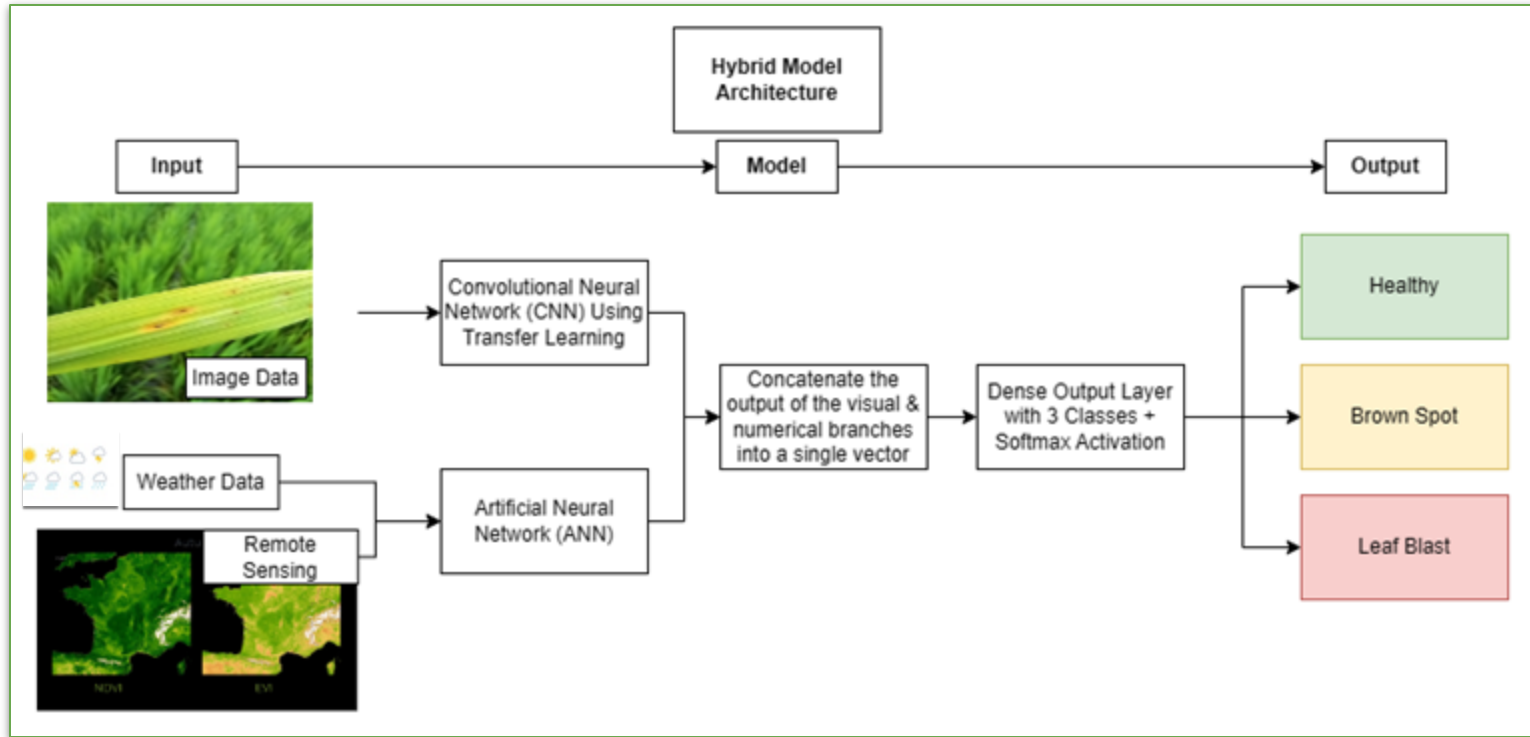 Hybrid Model
Architecture
Input
Model
Output
Image Data
Convolutional Neural
Network (CNN) Using
Transfer Learning
Healthy
Concatenate the
output of the visual &
numerical branches
into a single vector
Dense Output Layer
with 3 Classes +
Softmax Activation
Brown Spot
Weather Data
Artificial Neural
Network (ANN)
Remote
Sensing
Leaf Blast
NDVI
EVI